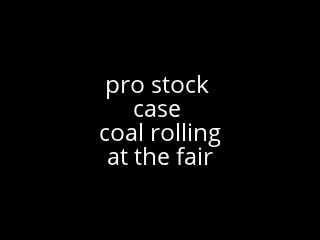 pro stock
case
coal rolling
at the fair